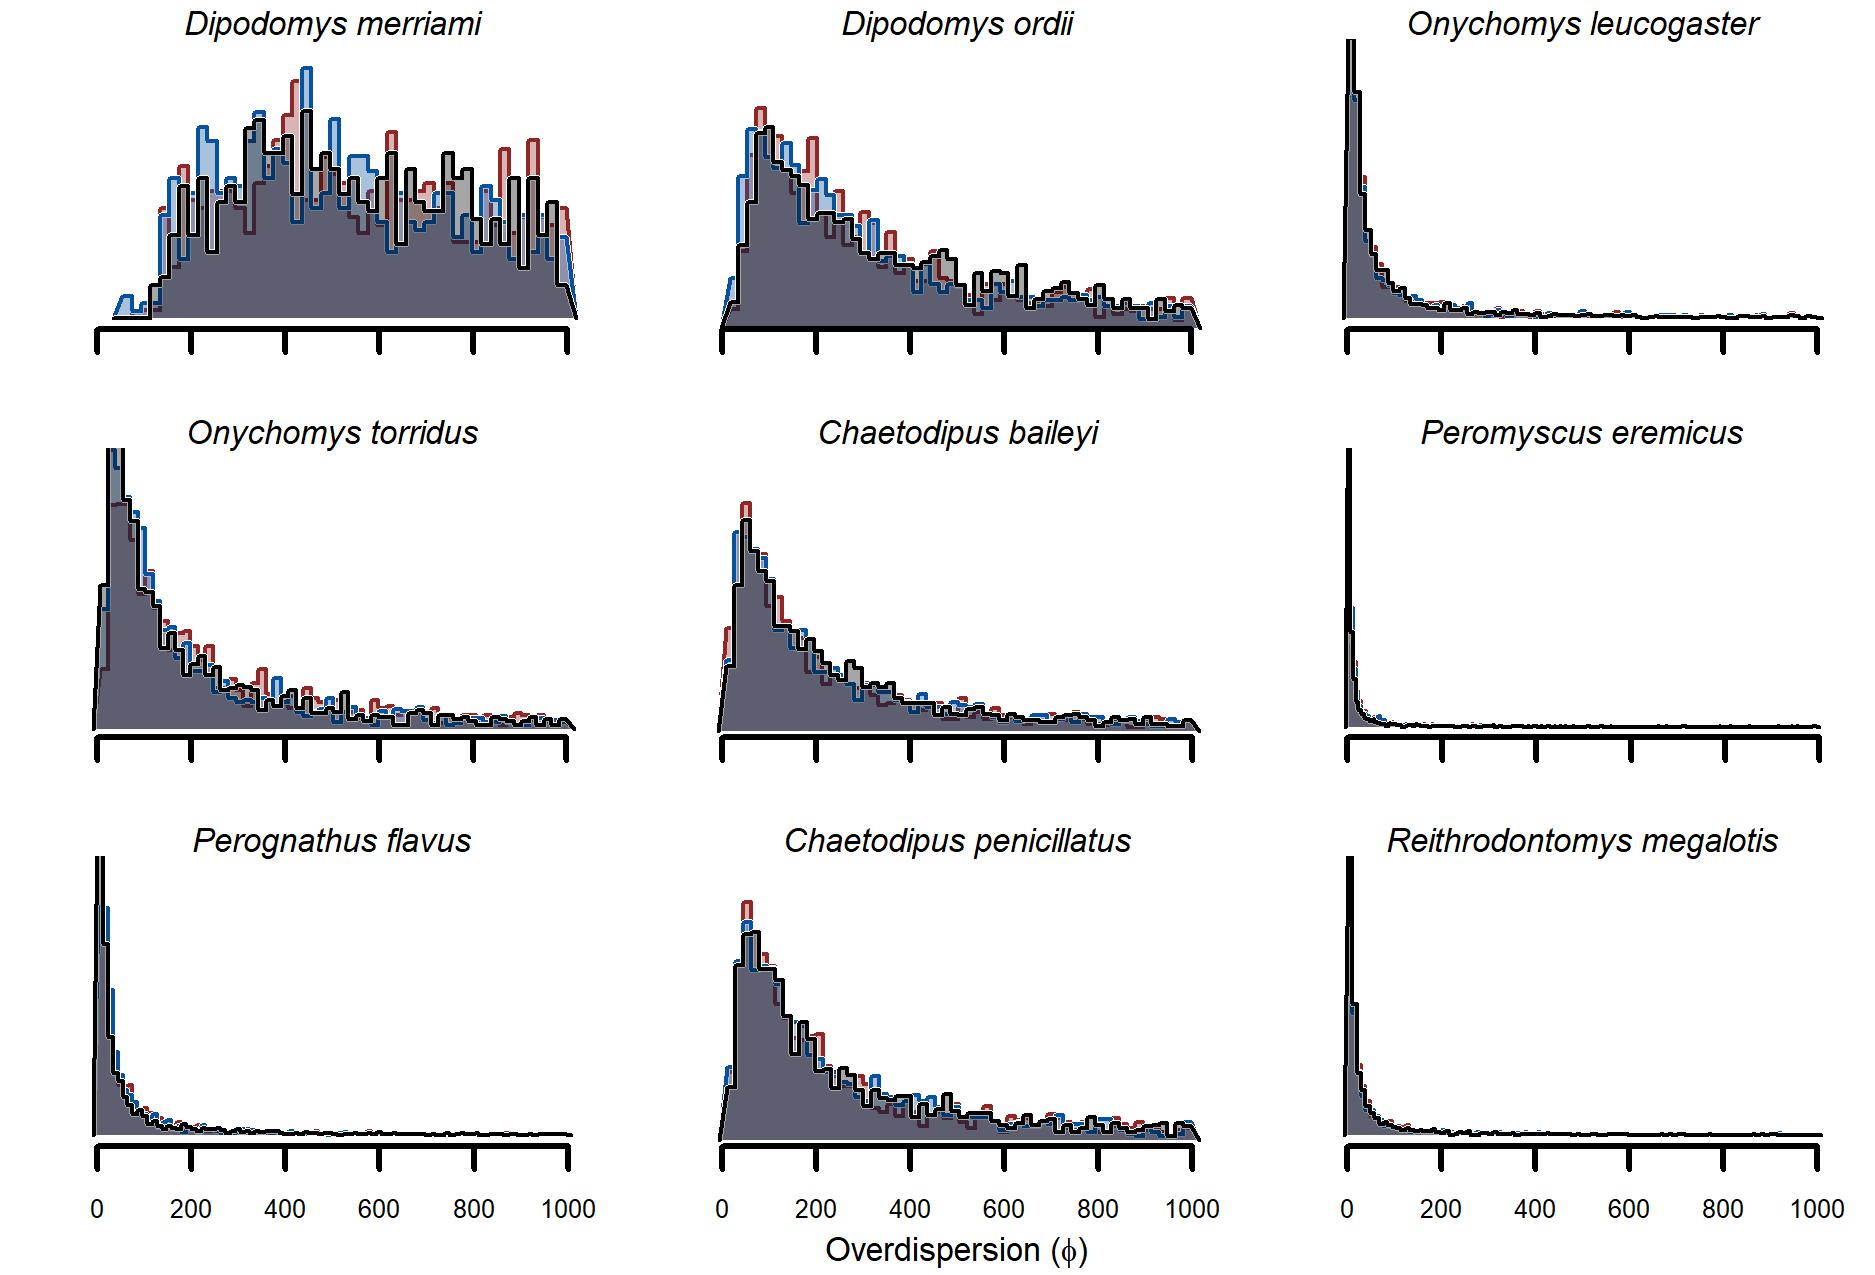 Dipodomys merriami
Dipodomys ordii
Onychomys leucogaster
Onychomys torridus
Chaetodipus baileyi
Peromyscus eremicus
Perognathus flavus
Chaetodipus penicillatus
Reithrodontomys megalotis
0 200 400 600 800 1000
0 200 400 600 800 1000
0 200 400 600 800 1000
Overdispersion (ϕ)